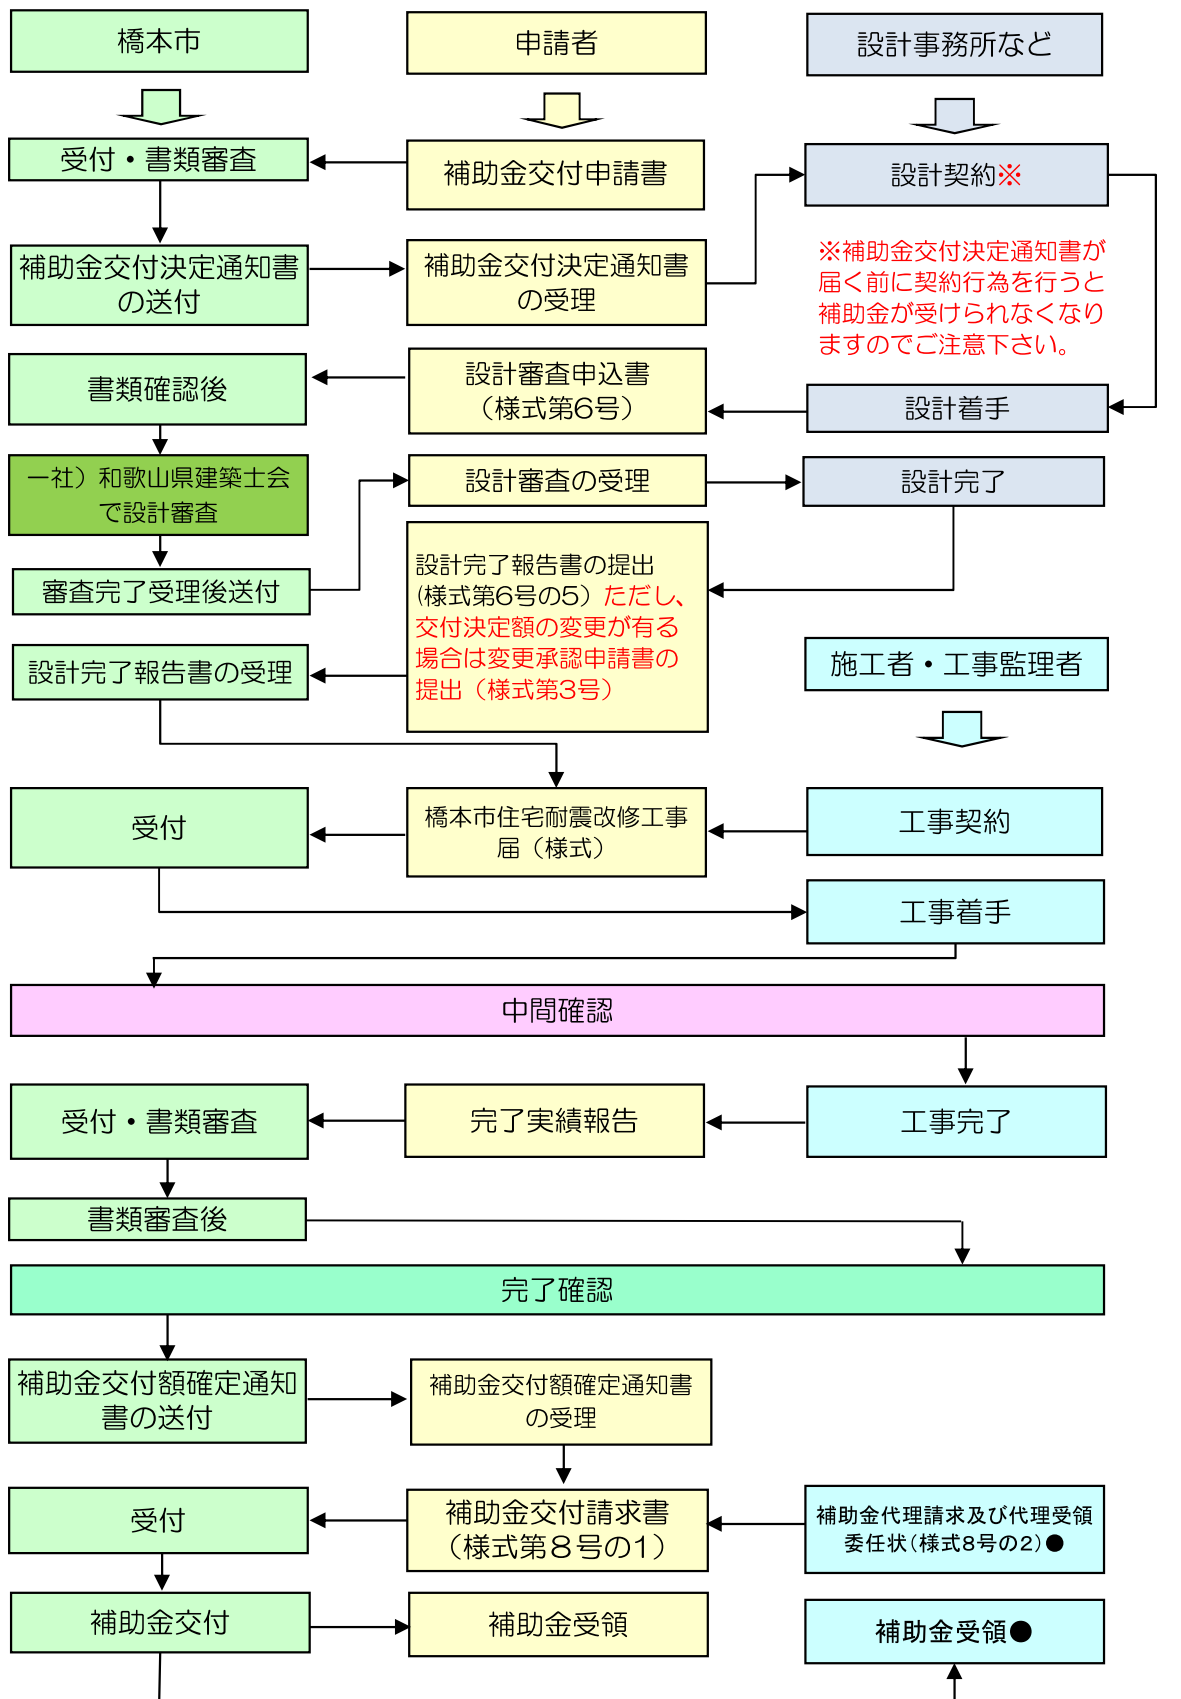 橋本市
申請者
設計事務所など
受付・書類審査
補助金交付申請書
設計契約※
補助金交付決定通知書
の送付
補助金交付決定通知書
の受理
※補助金交付決定通知書が
届く前に契約行為を行うと
補助金が受けられなくなり
ますのでご注意下さい。
書類確認後
設計審査申込書
（様式第6号）
設計着手
一社）和歌山県建築士会
で設計審査
設計審査の受理
設計完了
審査完了受理後送付
設計完了報告書の提出
(様式第6号の5）ただし、
交付決定額の変更が有る
場合は変更承認申請書の
提出（様式第3号）
設計完了報告書の受理
施工者・工事監理者
受付
橋本市住宅耐震改修工事
届（様式）
工事契約
工事着手
中間確認
受付・書類審査
完了実績報告
工事完了
書類審査後
完了確認
補助金交付額確定通知
書の送付
補助金交付額確定通知書
の受理
受付
補助金交付請求書
（様式第８号の1）
補助金代理請求及び代理受領
委任状(様式8号の2)●
補助金交付
補助金受領
補助金受領●